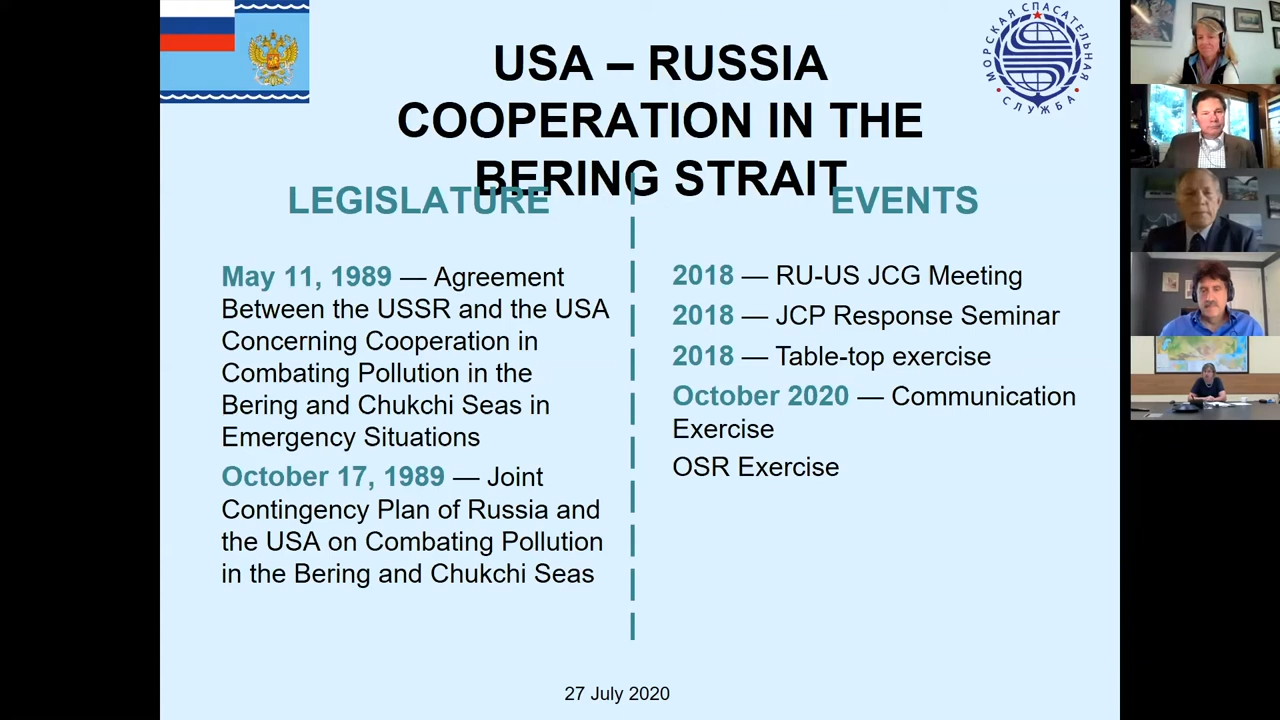 USA – RUSSIA
COOPERATION IN THE
BERING STRAIT
МОРСКАЯ СПАСАТЕЛЬНАЯ
СЛУЖБА
LEGISLATURE
May 11, 1989 — Agreement
Between the USSR and the USA
Concerning Cooperation in
Combating Pollution in the
Bering and Chukchi Seas in
Emergency Situations
October 17, 1989 — Joint
Contingency Plan of Russia and
the USA on Combating Pollution
in the Bering and Chukchi Seas
EVENTS
2018 — RU-US JCG Meeting
2018 — JCP Response Seminar
2018 — Table-top exercise
October 2020 — Communication
Exercise
OSR Exercise
27 July 2020